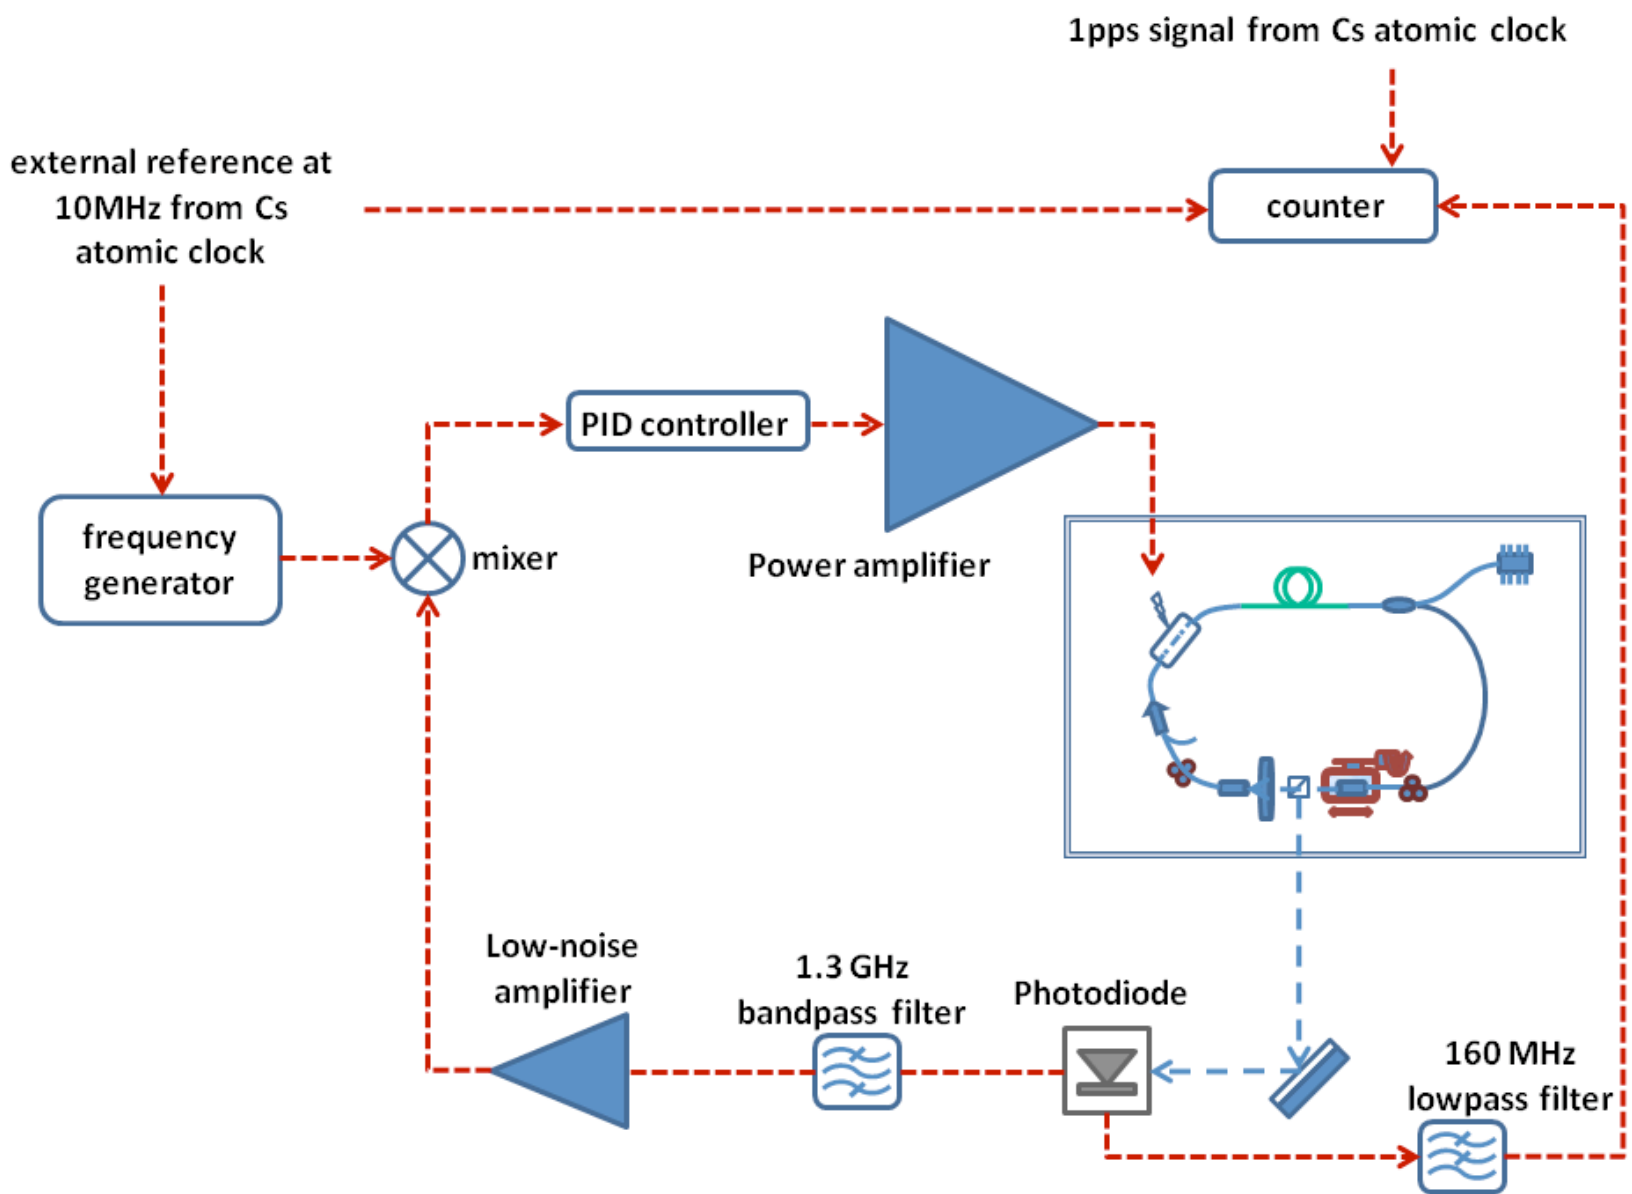 1pps signal from Cs atomic clock
external reference at
10MHz from Cs
atomic clock
counter
PID controller
frequency
generator
mixer
Power amplifier
Low-noise
amplifier
1.3 GHz
bandpass filter
Photodiode
160 MHz
lowpass filter